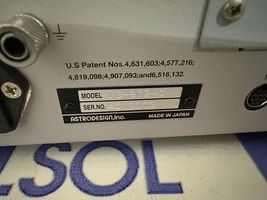 U.S Patent Nos.4,631,603;4,577,216;
4,819,098;4,907,093;and6,516,132.
MODEL
SER.NO.
ASTRODESIGN,Inc. MADE IN JAPAN
SOL